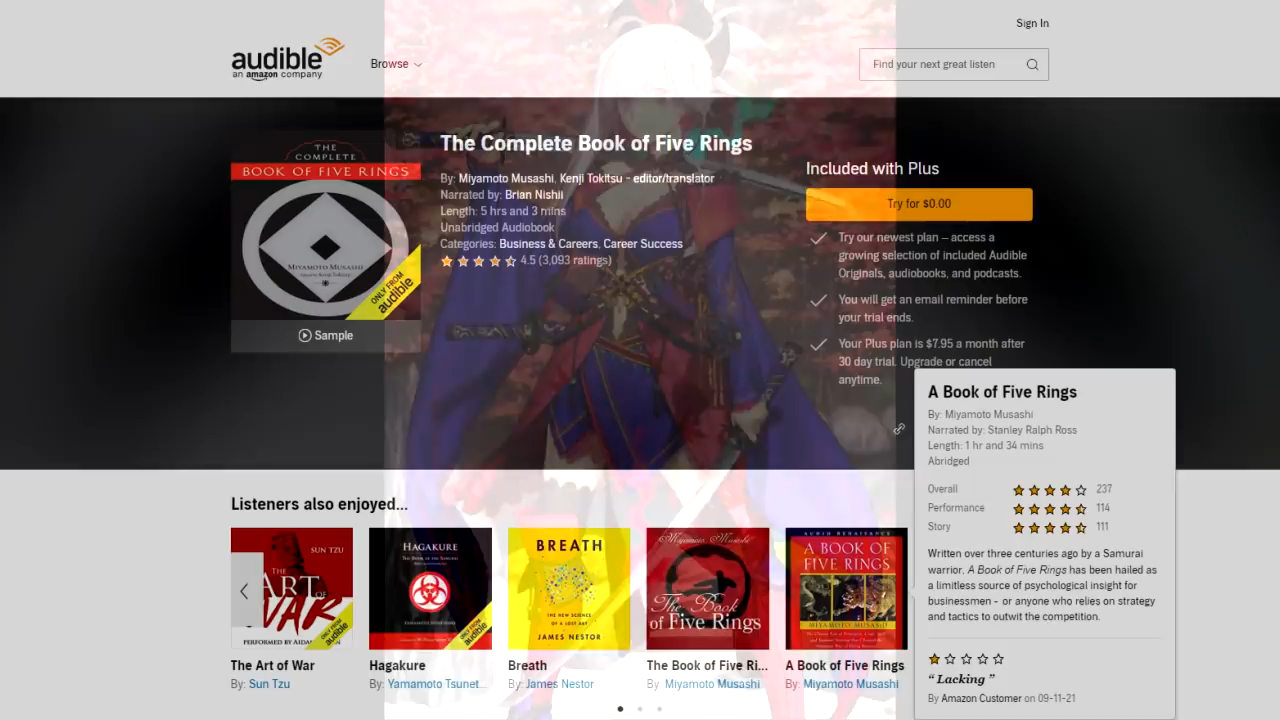 Sign In
audible
an amazon company
Browse
Find your next great listen
THE
COMPLETE
BOOK OF FIVE RINGS
MIYAMOTO MUSASHI
ONLY FROM
audible
Sample
The Complete Book of Five Rings
By: Miyamoto Musashi, Kenji Tokitsu - editor/translator
Narrated by: Brian Nishii
Length: 5 hrs and 3 mins
Unabridged Audiobook
Categories: Business & Careers, Career Success
4.5 (3,093 ratings)
Included with Plus
Try for $0.00
Try our newest plan – access a
growing selection of included Audible
Originals, audiobooks, and podcasts.
You will get an email reminder before
your trial ends.
Your Plus plan is $7.95 a month after
30 day trial. Upgrade or cancel
anytime.
A Book of Five Rings
By: Miyamoto Musashi
Narrated by: Stanley Ralph Ross
Length: 1 hr and 34 mins
Abridged
Overall 237
Performance 114
Story 111
Written over three centuries ago by a Samurai
warrior, A Book of Five Rings has been hailed as
a limitless source of psychological insight for
businessmen - or anyone who relies on strategy
and tactics to outwit the competition.
“ Lacking ”
By Amazon Customer on 09-11-21
Listeners also enjoyed...
SUN TZU
THE
ART
OF
WAR
PERFORMED BY AIDAN
audible
HAGAKURE
audible
BREATH
THE NEW SCIENCE
OF A LOST ART
JAMES NESTOR
Miyamoto Musashi
The Book
of Five Rings
AUDIO RENAISSANCE
A BOOK OF
FIVE RINGS
MIYAMOTO MUSASHI
The Art of War
By: Sun Tzu
Hagakure
By: Yamamoto Tsunet...
Breath
By: James Nestor
The Book of Five Ri...
By Miyamoto Musashi
A Book of Five Rings
By: Miyamoto Musashi